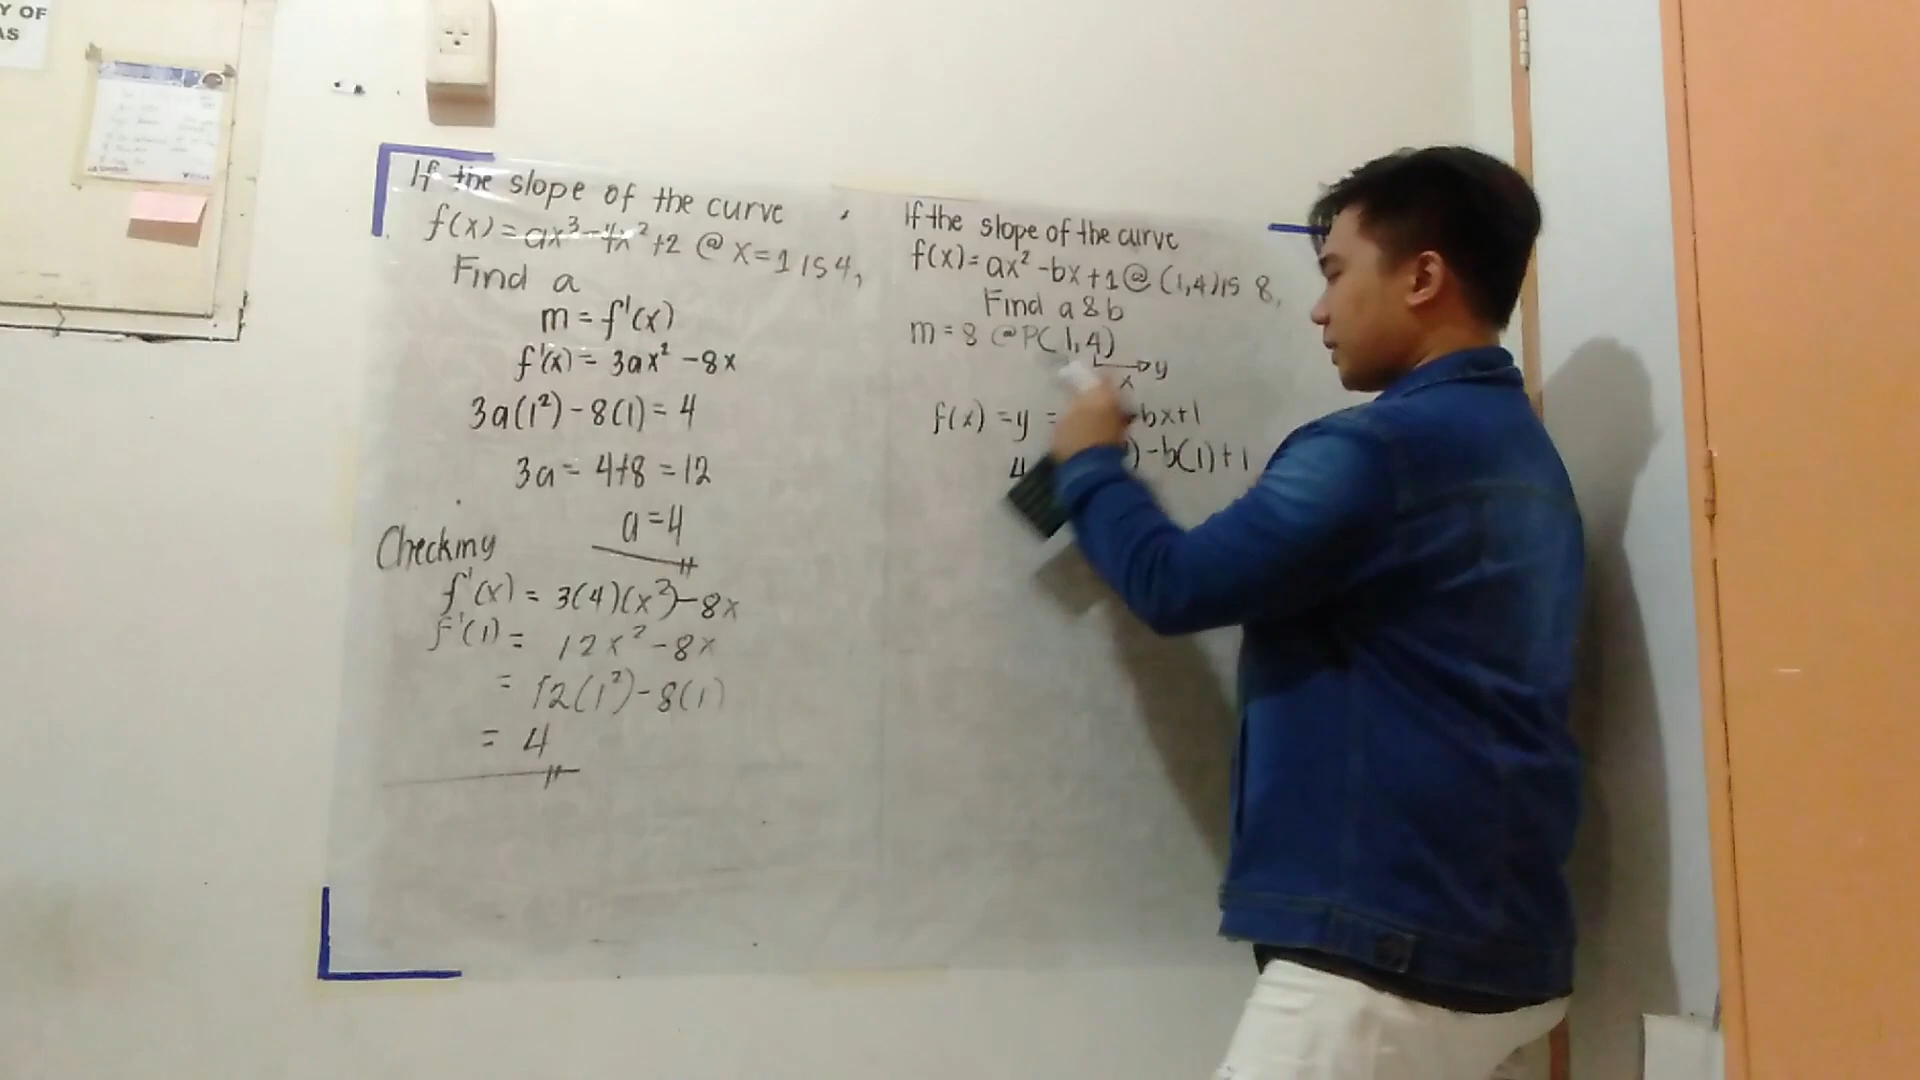 Y OF
AS
If the slope of the curve
f(x) = ax³ - 4x² + 2 @ x = 1 is 4,
Find a
m = f'(x)
f'(x) = 3ax² - 8x
3a(1²) - 8(1) = 4
3a = 4+8 = 12
a = 4
Checking
f'(x) = 3(4)(x²) - 8x
f'(1) = 12x² - 8x
= 12(1²) - 8(1)
= 4
If the slope of the curve
f(x) = ax² - bx + 1 @ (1,4) is 8,
Find a & b
m = 8 @ P(1,4)
y
x
f(x) = y = -bx+1
4 ) - b(1) + 1